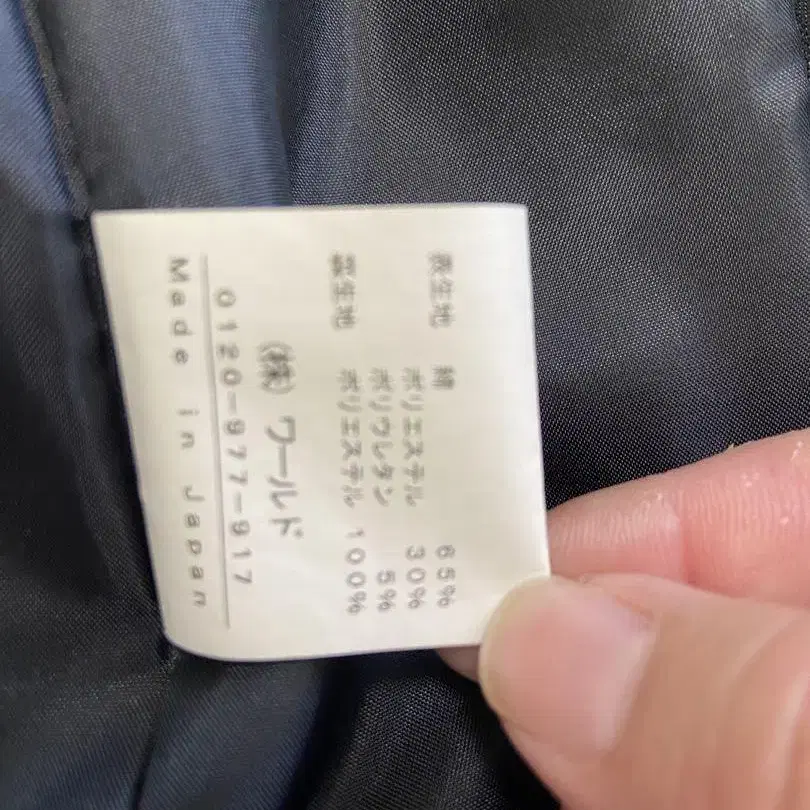 表生地 綿 65%
ポリエステル 30%
ポリウレタン 5%
裏生地 ポリエステル 100%
(株)ワールド
0120-977-917
Made in Japan